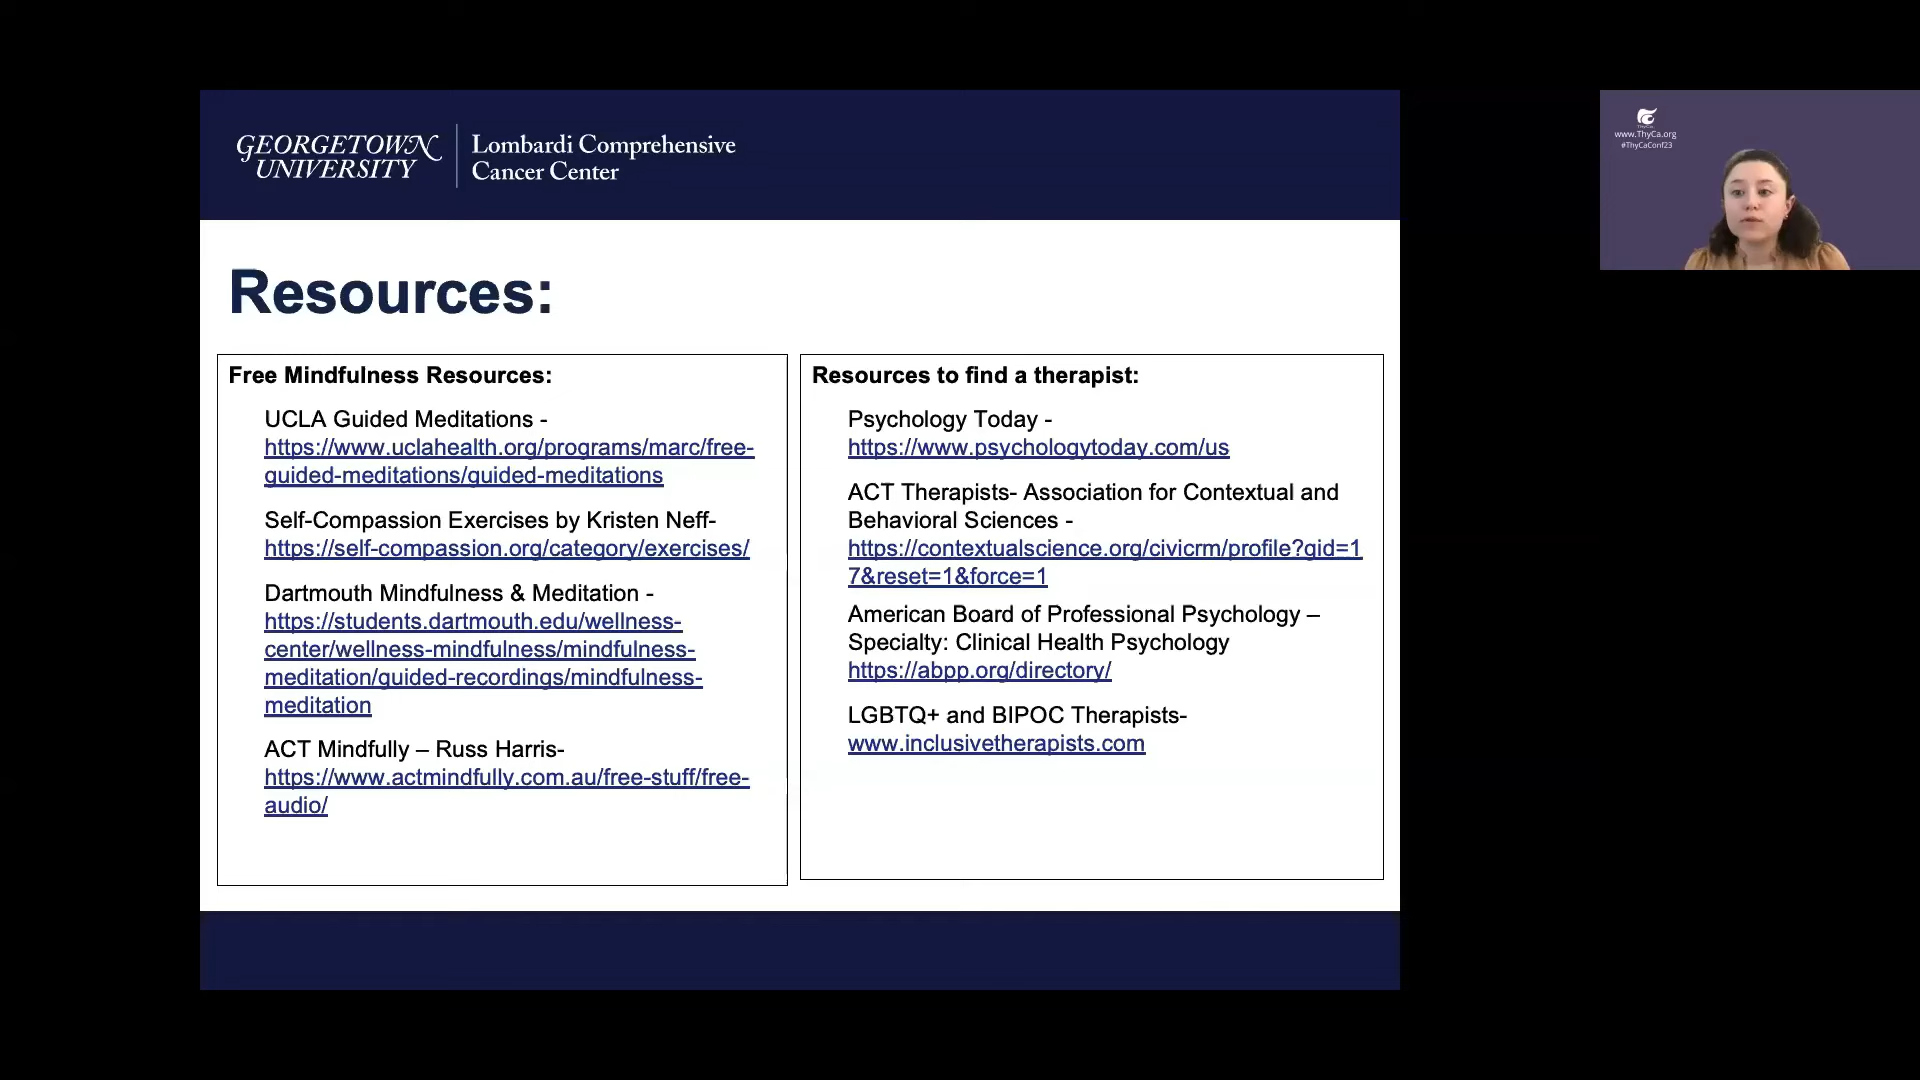 GEORGETOWN
UNIVERSITY
Lombardi Comprehensive
Cancer Center
Resources:
Free Mindfulness Resources:
UCLA Guided Meditations -
https://www.uclahealth.org/programs/marc/free-
guided-meditations/guided-meditations
Self-Compassion Exercises by Kristen Neff-
https://self-compassion.org/category/exercises/
Dartmouth Mindfulness & Meditation -
https://students.dartmouth.edu/wellness-
center/wellness-mindfulness/mindfulness-
meditation/guided-recordings/mindfulness-
meditation
ACT Mindfully – Russ Harris-
https://www.actmindfully.com.au/free-stuff/free-
audio/
Resources to find a therapist:
Psychology Today -
https://www.psychologytoday.com/us
ACT Therapists- Association for Contextual and
Behavioral Sciences -
https://contextualscience.org/civicrm/profile?gid=1
7&reset=1&force=1
American Board of Professional Psychology –
Specialty: Clinical Health Psychology
https://abpp.org/directory/
LGBTQ+ and BIPOC Therapists-
www.inclusivetherapists.com
www.ThyCa.org
#ThyCaConf23